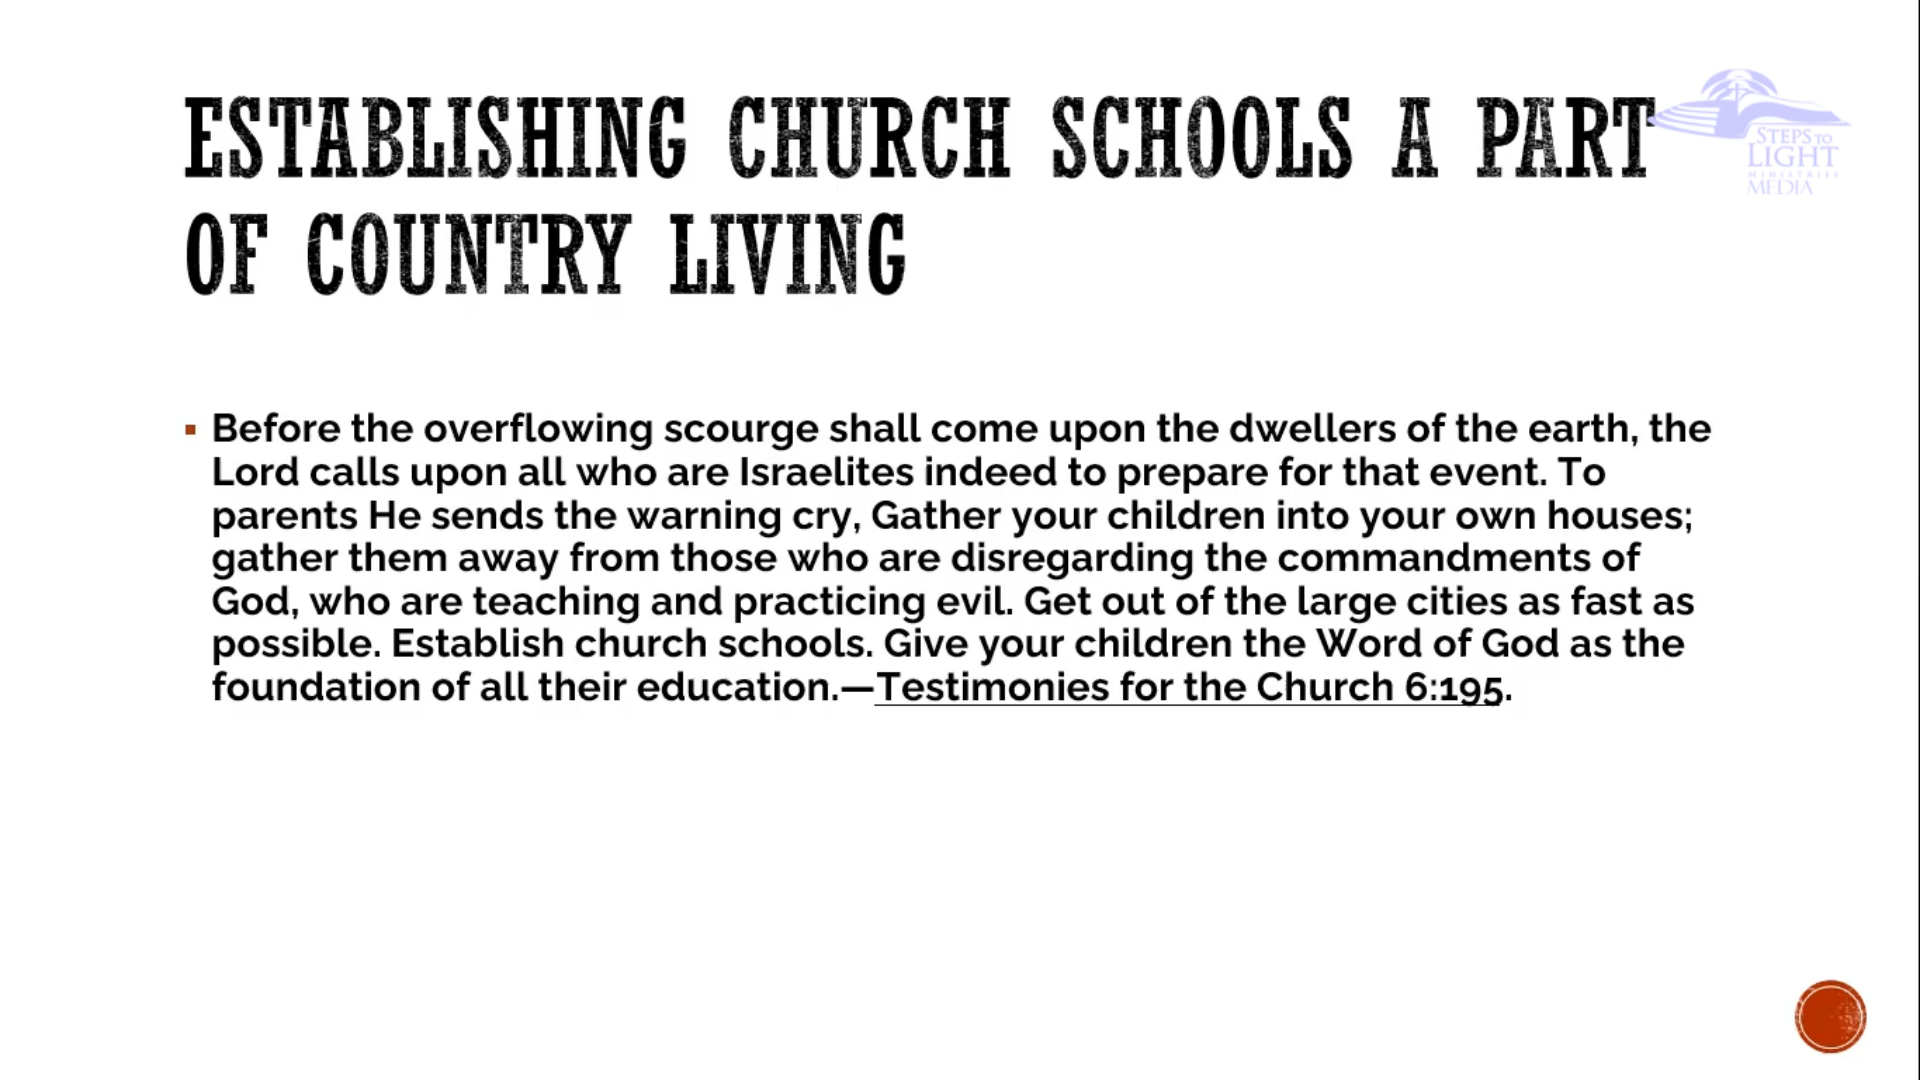 ESTABLISHING CHURCH SCHOOLS A PART
OF COUNTRY LIVING
STEPS TO
LIGHT
MINISTRIES
MEDIA
▪ Before the overflowing scourge shall come upon the dwellers of the earth, the
Lord calls upon all who are Israelites indeed to prepare for that event. To
parents He sends the warning cry, Gather your children into your own houses;
gather them away from those who are disregarding the commandments of
God, who are teaching and practicing evil. Get out of the large cities as fast as
possible. Establish church schools. Give your children the Word of God as the
foundation of all their education.—Testimonies for the Church 6:195.